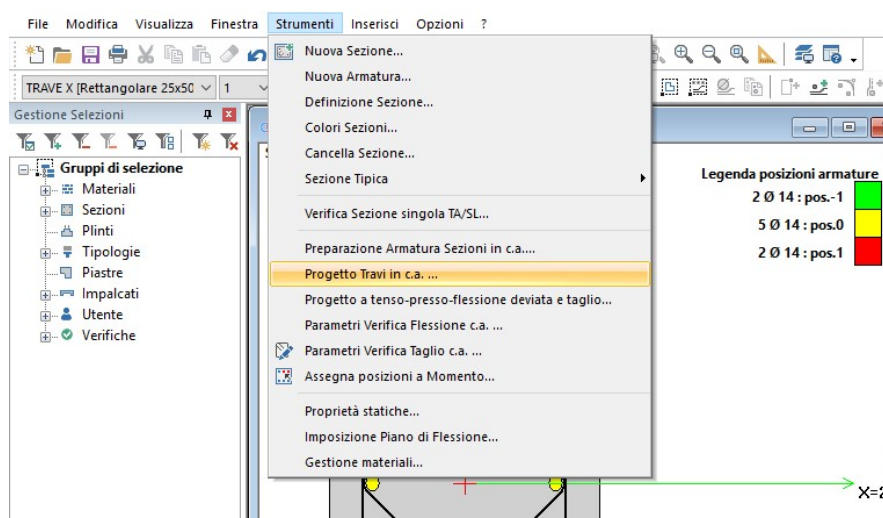 File Modifica Visualizza Finestra Strumenti Inserisci Opzioni ?
TRAVE X [Rettangolare 25x50 1
Gestione Selezioni
Gruppi di selezione
Materiali
Sezioni
Plinti
Tipologie
Piastre
Impalcati
Utente
Verifiche
Nuova Sezione...
Nuova Armatura...
Definizione Sezione...
Colori Sezioni...
Cancella Sezione...
Sezione Tipica
Verifica Sezione singola TA/SL...
Preparazione Armatura Sezioni in c.a....
Progetto Travi in c.a. ...
Progetto a tenso-presso-flessione deviata e taglio...
Parametri Verifica Flessione c.a. ...
Parametri Verifica Taglio c.a. ...
Assegna posizioni a Momento...
Proprietà statiche...
Imposizione Piano di Flessione...
Gestione materiali...
Legenda posizioni armature
2 Ø 14 : pos.-1
5 Ø 14 : pos.0
2 Ø 14 : pos.1
X=2